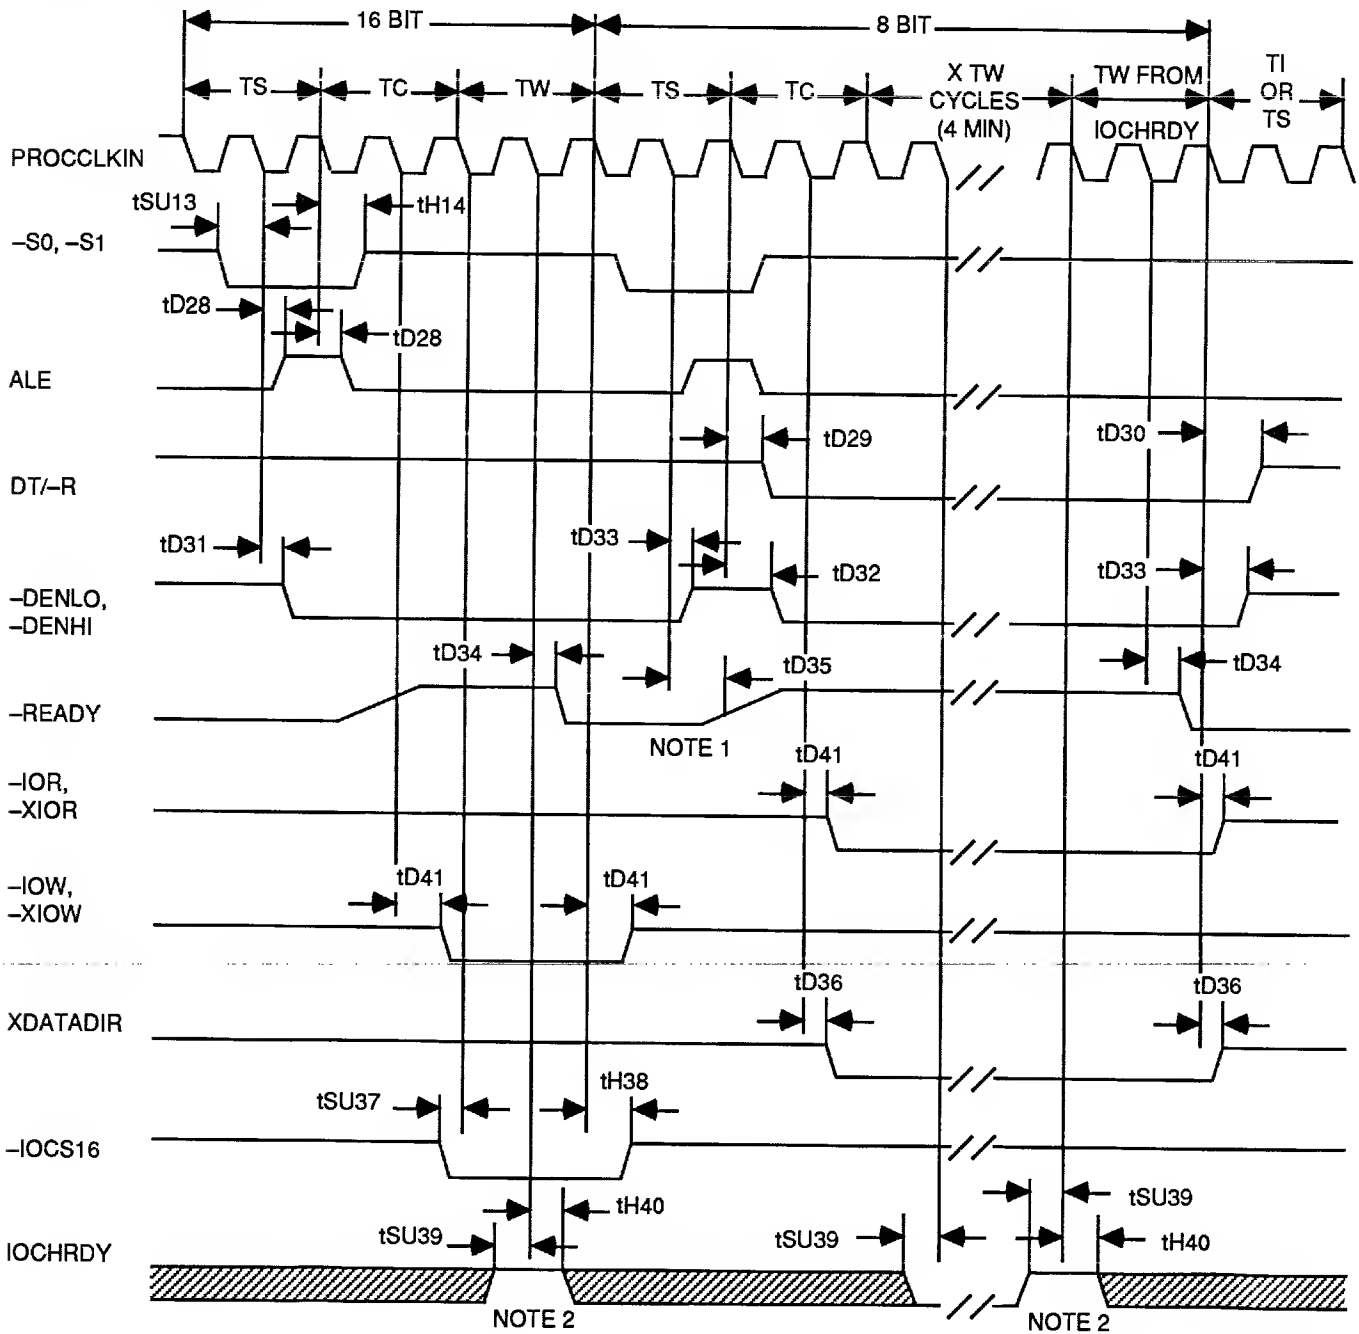 16 BIT
8 BIT
TS
TC
TW
TS
TC
X TW
CYCLES
(4 MIN)
TW FROM
IOCHRDY
TI
OR
TS
PROCCLKIN
tSU13
tH14
–S0, –S1
tD28
tD28
ALE
tD29
tD30
DT/–R
tD31
tD33
tD32
tD33
–DENLO,
–DENHI
tD34
tD35
tD34
–READY
NOTE 1
tD41
tD41
–IOR,
–XIOR
tD41
tD41
–IOW,
–XIOW
tD36
tD36
XDATADIR
tSU37
tH38
–IOCS16
tH40
tSU39
tSU39
tSU39
tH40
IOCHRDY
NOTE 2
NOTE 2